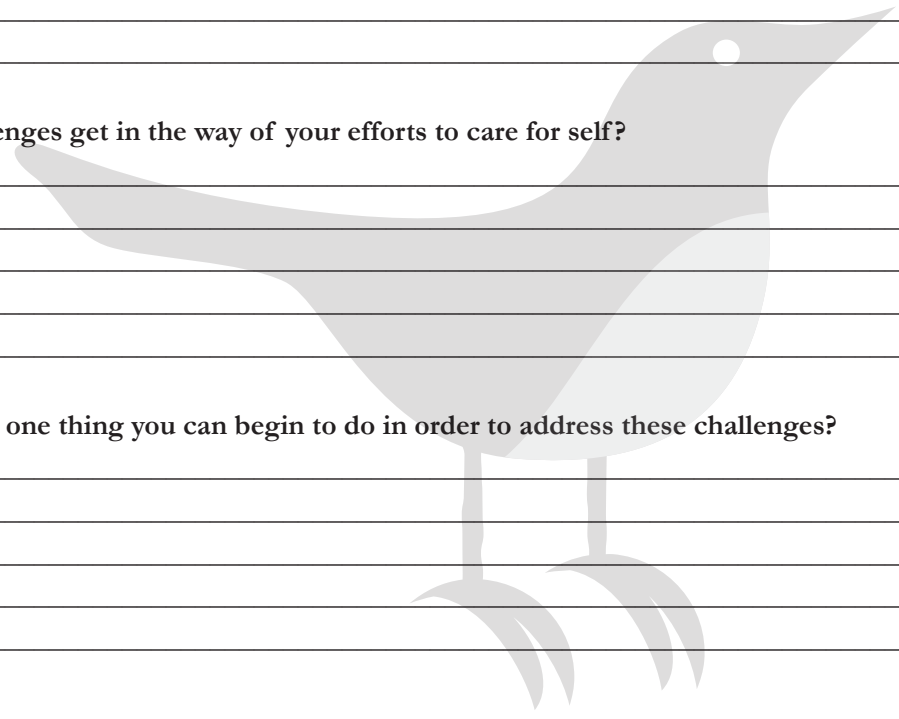 enges get in the way of your efforts to care for self?
one thing you can begin to do in order to address these challenges?